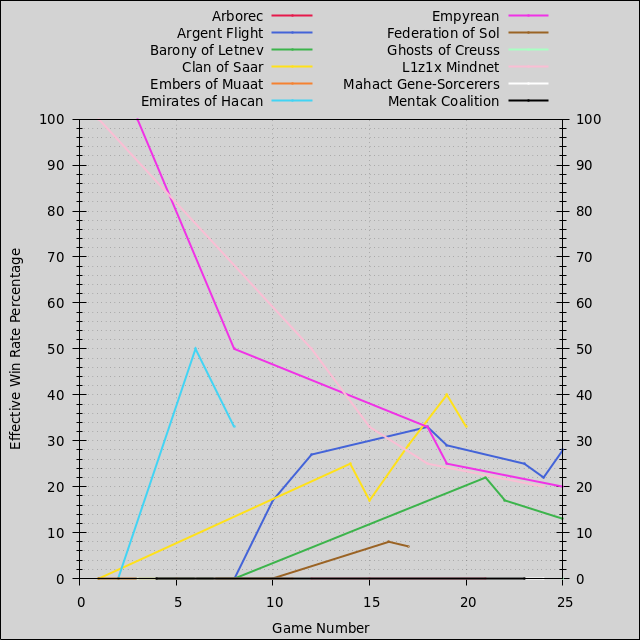 Arborec
Argent Flight
Barony of Letnev
Clan of Saar
Embers of Muaat
Emirates of Hacan
Empyrean
Federation of Sol
Ghosts of Creuss
L1z1x Mindnet
Mahact Gene-Sorcerers
Mentak Coalition
Effective Win Rate Percentage
100
90
80
70
60
50
40
30
20
10
0
100
90
80
70
60
50
40
30
20
10
0
0 5 10 15 20 25
Game Number